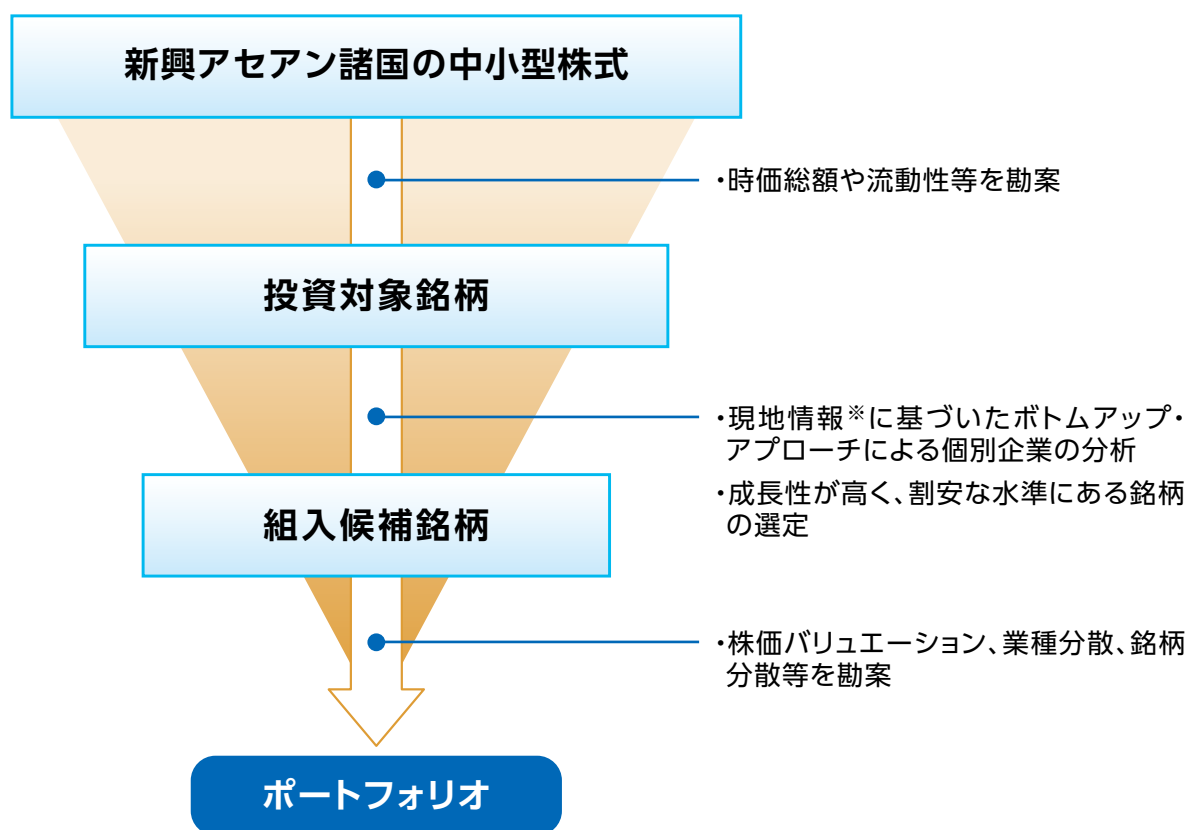 新興アセアン諸国の中小型株式
・時価総額や流動性等を勘案
投資対象銘柄
・現地情報※に基づいたボトムアップ・
アプローチによる個別企業の分析
・成長性が高く、割安な水準にある銘柄
の選定
組入候補銘柄
・株価バリュエーション、業種分散、銘柄
分散等を勘案
ポートフォリオ